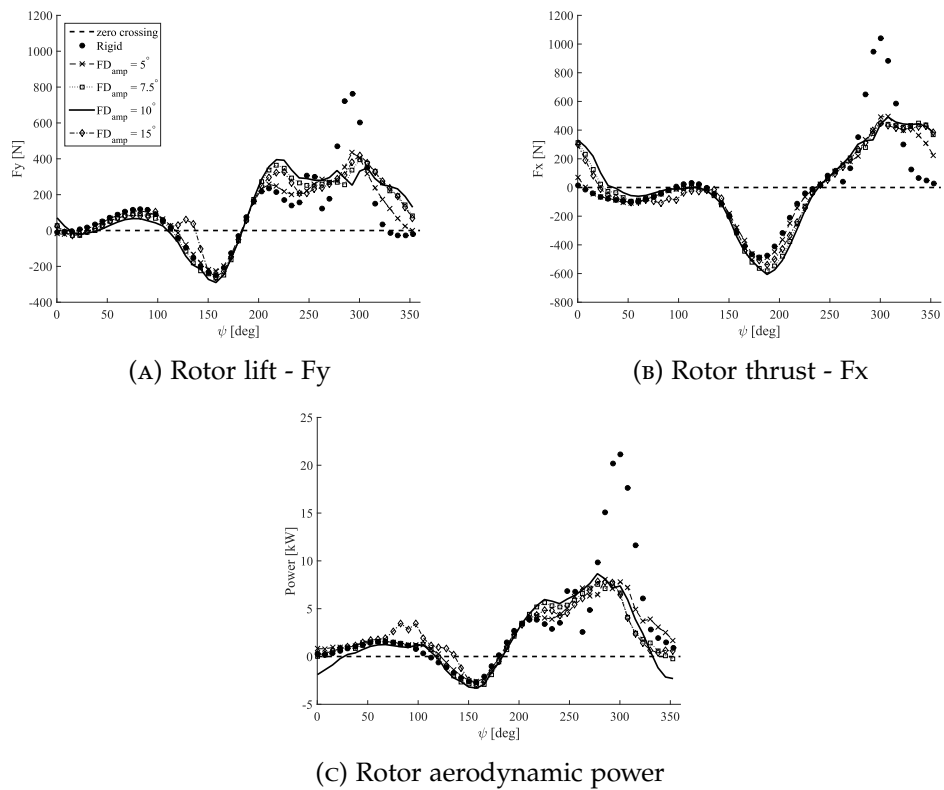 1200
1000
800
600
400
200
0
-200
-400
Fy [N]
0 50 100 150 200 250 300 350
ψ [deg]
zero crossing
Rigid
FD_amp = 5°
FD_amp = 7.5°
FD_amp = 10°
FD_amp = 15°
(A) Rotor lift - Fy
1200
1000
800
600
400
200
0
-200
-400
-600
-800
Fx [N]
0 50 100 150 200 250 300 350
ψ [deg]
(B) Rotor thrust - Fx
25
20
15
10
5
0
-5
Power [kW]
0 50 100 150 200 250 300 350
ψ [deg]
(C) Rotor aerodynamic power